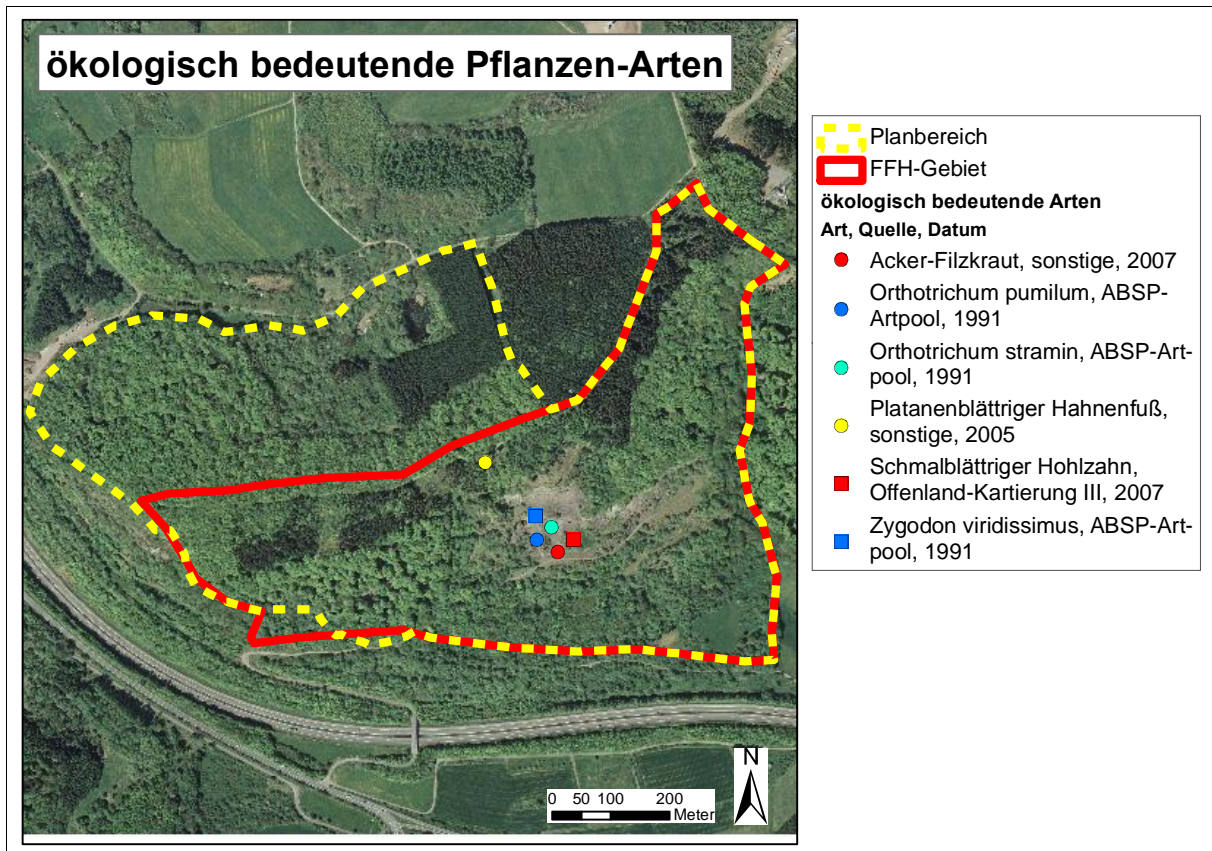 ökologisch bedeutende Pflanzen-Arten
Planbereich
FFH-Gebiet
ökologisch bedeutende Arten
Art, Quelle, Datum
Acker-Filzkraut, sonstige, 2007
Orthotrichum pumilum, ABSP-
Artpool, 1991
Orthotrichum stramin, ABSP-Art-
pool, 1991
Platanenblättriger Hahnenfuß,
sonstige, 2005
Schmalblättriger Hohlzahn,
Offenland-Kartierung III, 2007
Zygodon viridissimus, ABSP-Art-
pool, 1991
N
0 50 100 200
Meter